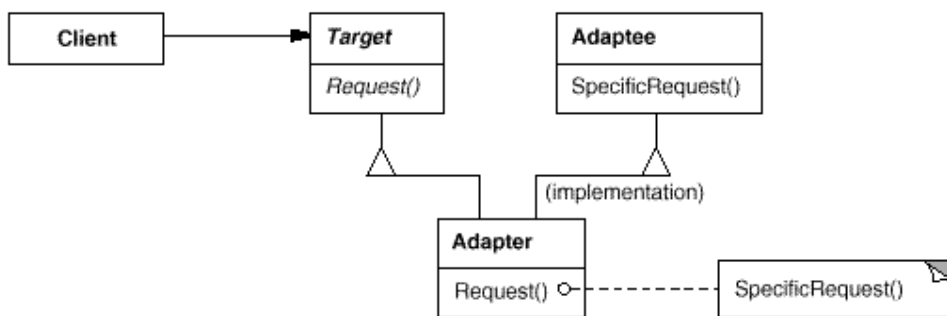 Client
Target
Request()
Adaptee
SpecificRequest()
(implementation)
Adapter
Request()
SpecificRequest()